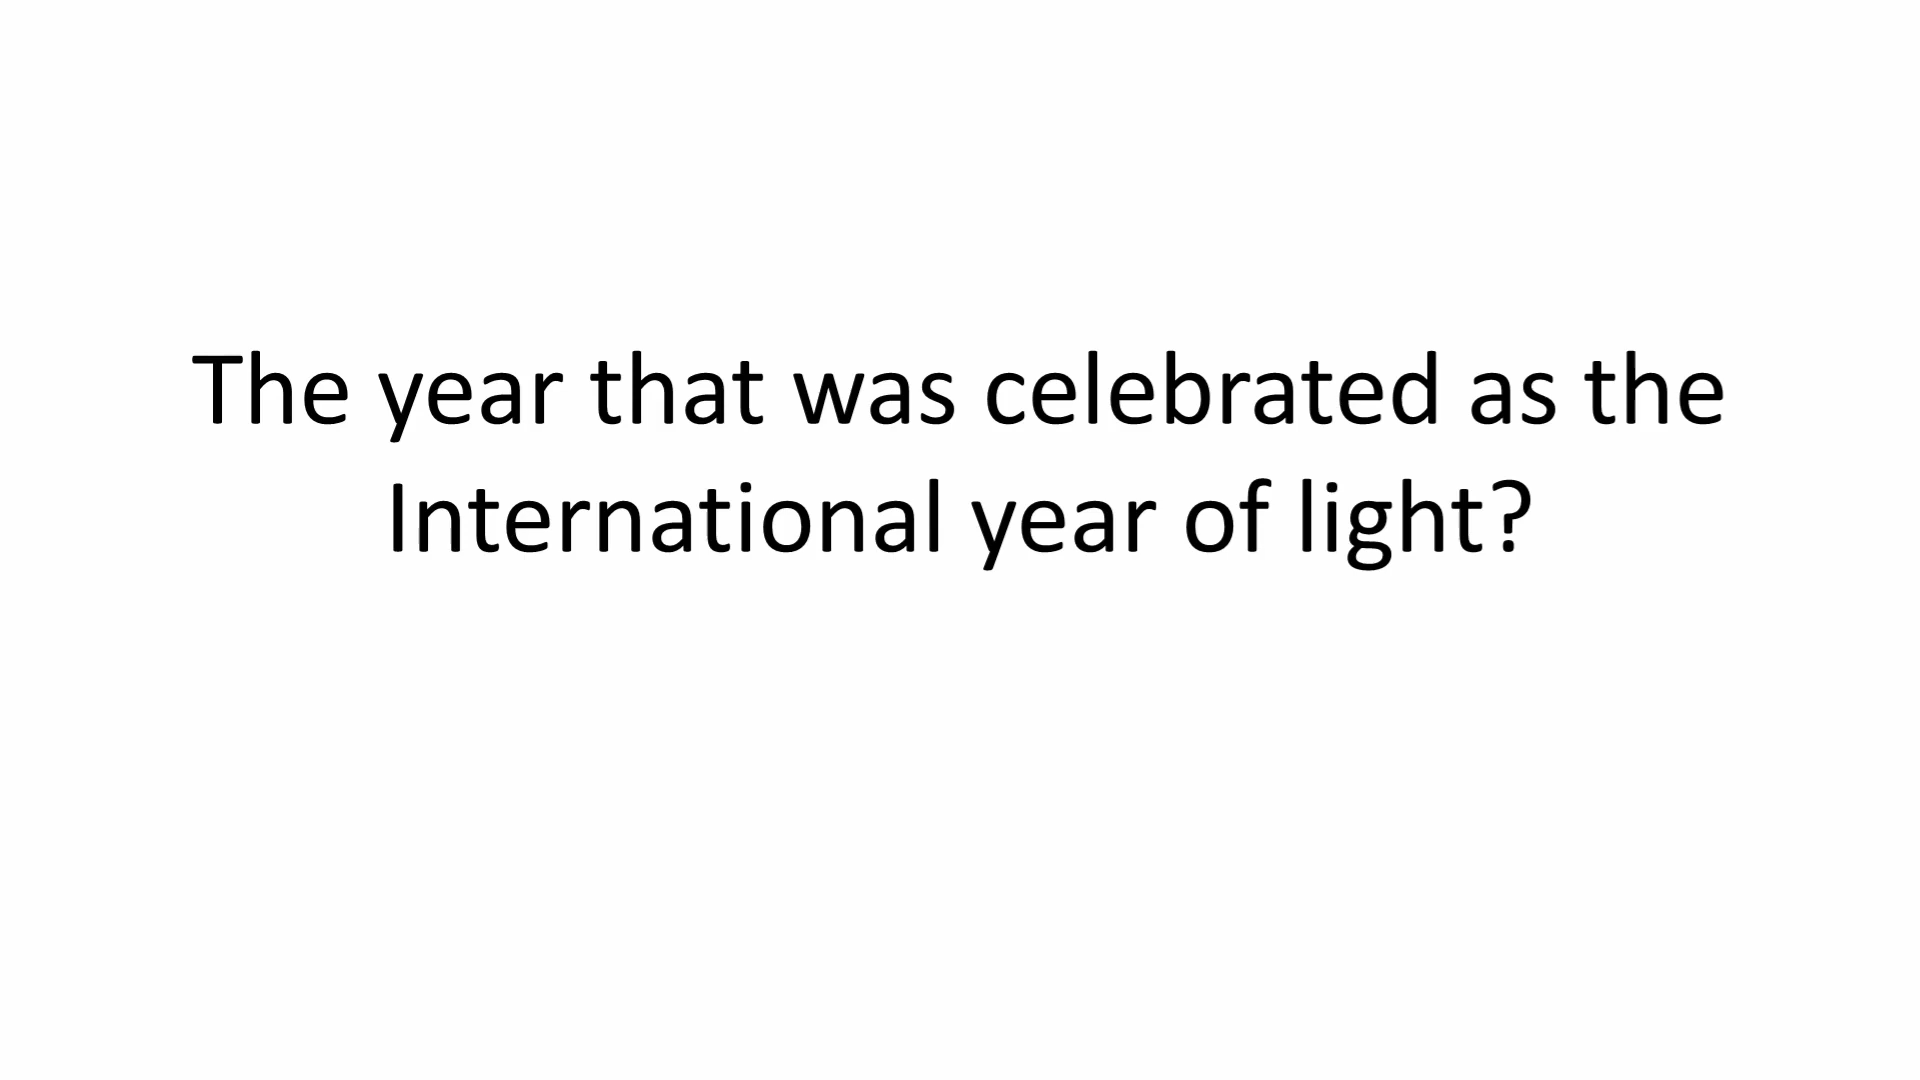 The year that was celebrated as the
International year of light?